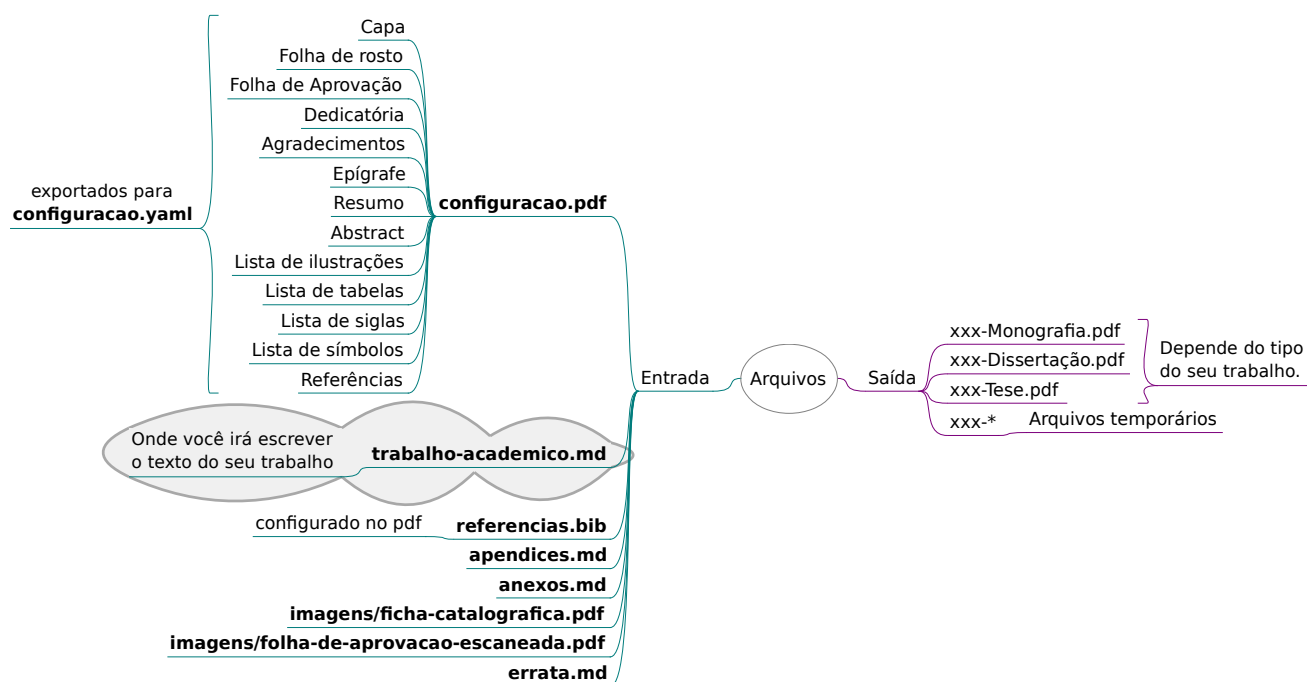 Capa
Folha de rosto
Folha de Aprovação
Dedicatória
Agradecimentos
Epígrafe
Resumo
Abstract
Lista de ilustrações
Lista de tabelas
Lista de siglas
Lista de símbolos
Referências
exportados para
configuracao.yaml
configuracao.pdf
Onde você irá escrever
o texto do seu trabalho
trabalho-academico.md
configurado no pdf
referencias.bib
apendices.md
anexos.md
imagens/ficha-catalografica.pdf
imagens/folha-de-aprovacao-escaneada.pdf
errata.md
Entrada
Arquivos
Saída
xxx-Monografia.pdf
xxx-Dissertação.pdf
xxx-Tese.pdf
Depende do tipo
do seu trabalho.
xxx-*
Arquivos temporários